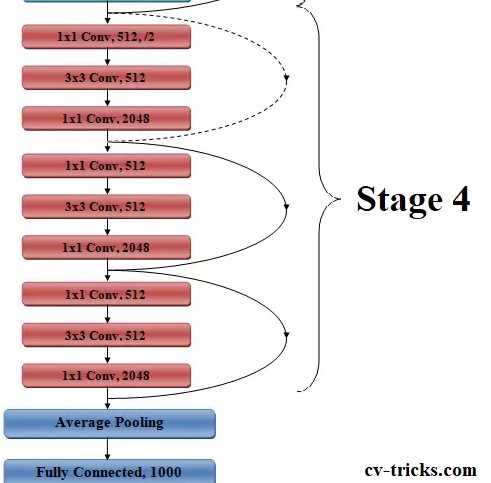 1x1 Conv, 512, /2
3x3 Conv, 512
1x1 Conv, 2048
1x1 Conv, 512
3x3 Conv, 512
Stage 4
1x1 Conv, 2048
1x1 Conv, 512
3x3 Conv, 512
1x1 Conv, 2048
Average Pooling
Fully Connected, 1000
cv-tricks.com